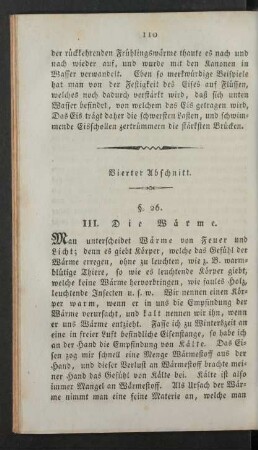 110
der rückkehrenden Frühlingswärme thaute es nach und
nach wieder auf, und wurde mit den Kanonen in
Wasser verwandelt. Eben so merkwürdige Beispiele
hat man von der Festigkeit des Eises auf Flüssen,
welches noch dadurch verstärkt wird, daß sich unten
Wasser befindet, von welchem das Eis getragen wird.
Das Eis trägt daher die schwersten Lasten, und schwim-
mende Eisschollen zertrümmern die stärksten Brücken.
Vierter Abschnitt.
§. 26.
III. Die Wärme.
Man unterscheidet Wärme von Feuer und
Licht; denn es giebt Körper, welche das Gefühl der
Wärme erregen, ohne zu leuchten, wie z. B. warm-
blütige Thiere, so wie es leuchtende Körper giebt,
welche keine Wärme hervorbringen, wie faules Holz,
leuchtende Insecten u. s. w. Wir nennen einen Kör-
per warm, wenn er in uns die Empfindung der
Wärme verursacht, und kalt nennen wir ihn, wenn er
uns Wärme entzieht. Fasse ich zu Winterszeit an
eine in freier Luft befindliche Eisenstange, so habe ich
an der Hand die Empfindung von Kälte. Das Ei-
sen zog mir schnell eine Menge Wärmestoff aus der
Hand, und dieser Verlust an Wärmestoff brachte mei-
ner Hand das Gefühl von Kälte bei. Kälte ist also
immer Mangel an Wärmestoff. Als Ursach der Wär-
me nimmt man eine feine Materie an, welche man